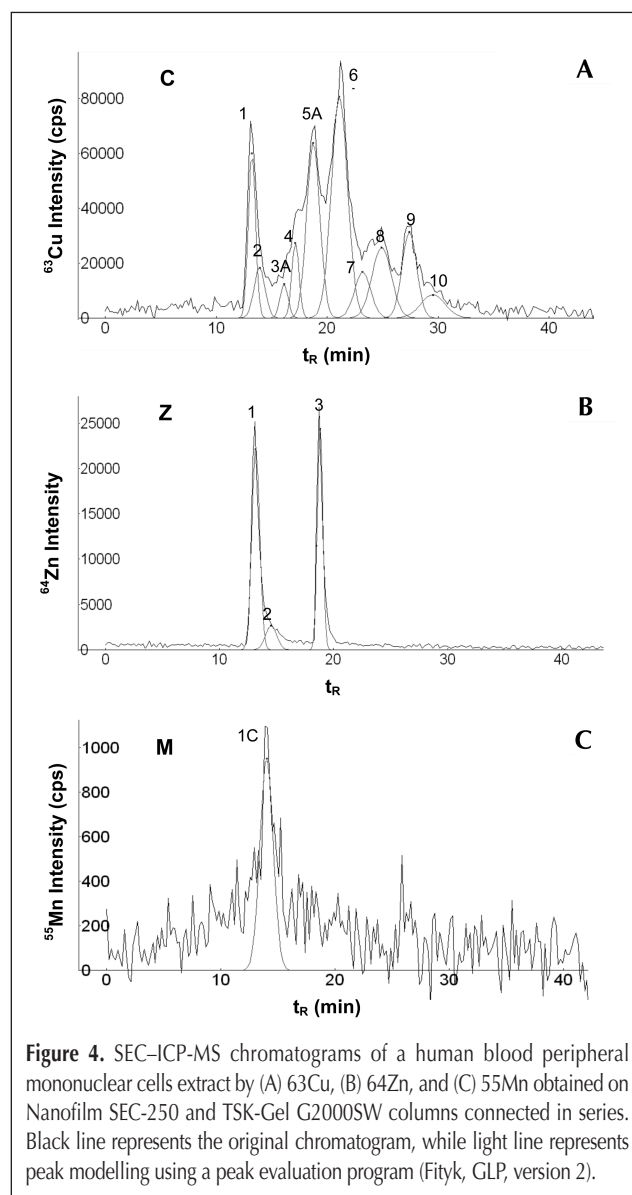 C
A
1
2
3A
4
5A
6
7
8
9
10
80000
60000
40000
20000
0
⁶³Cu Intensity (cps)
0
10
20
30
40
tR (min)
Z
B
1
2
3
25000
20000
15000
10000
5000
0
⁶⁴Zn Intensity
0
10
20
30
40
tR
M
C
1C
1000
800
600
400
200
0
⁵⁵Mn Intensity (cps)
0
10
20
30
40
tR (min)
Figure 4. SEC–ICP-MS chromatograms of a human blood peripheral
mononuclear cells extract by (A) 63Cu, (B) 64Zn, and (C) 55Mn obtained on
Nanofilm SEC-250 and TSK-Gel G2000SW columns connected in series.
Black line represents the original chromatogram, while light line represents
peak modelling using a peak evaluation program (Fityk, GLP, version 2).